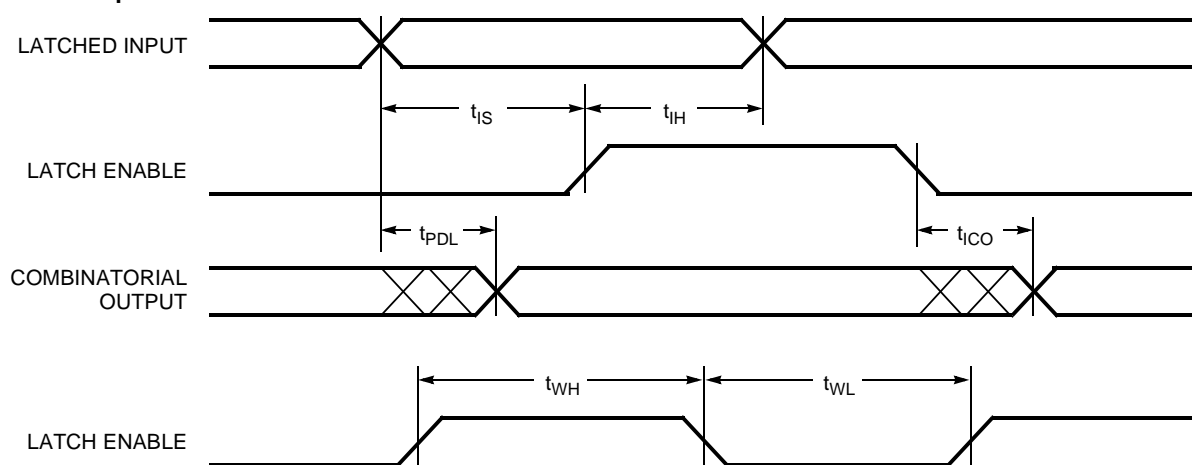 LATCHED INPUT
tIS
tIH
LATCH ENABLE
tPDL
tICO
COMBINATORIAL
OUTPUT
tWH
tWL
LATCH ENABLE